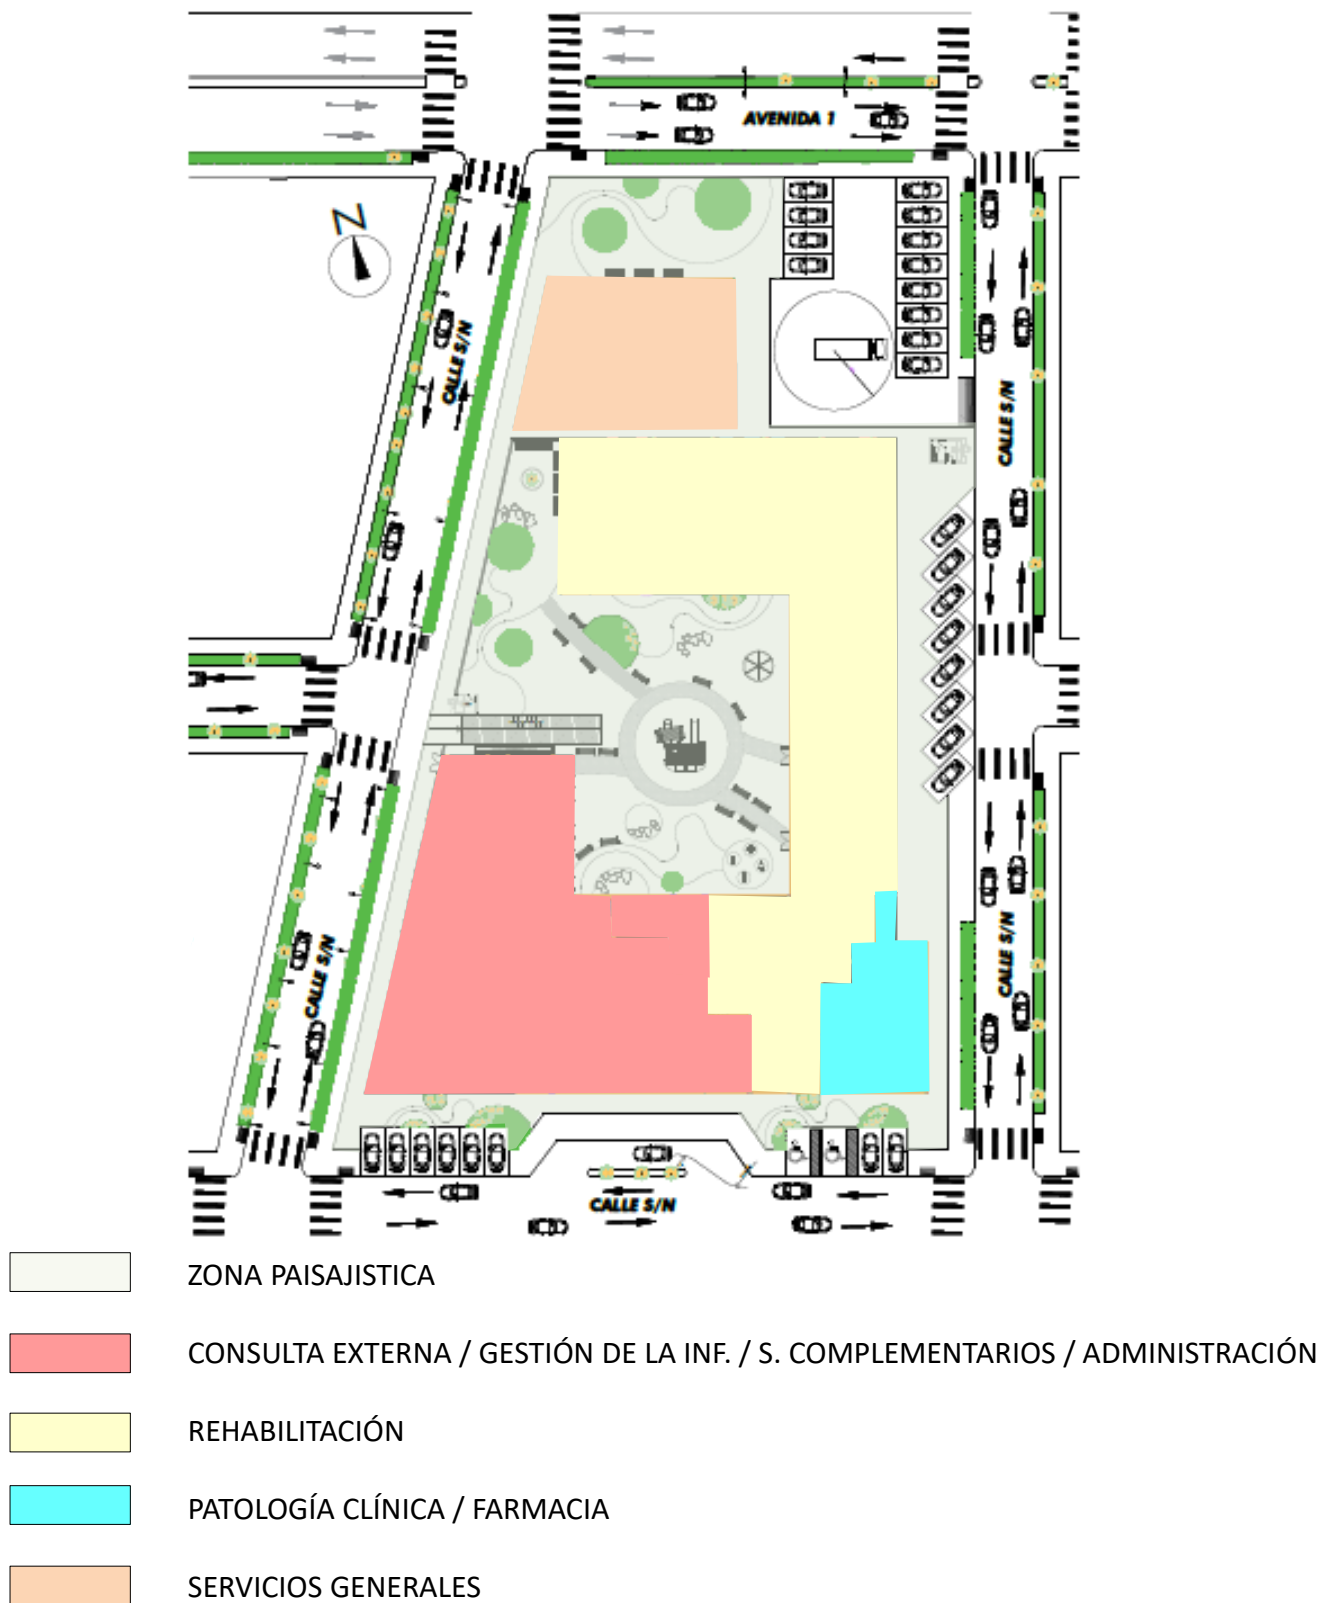 AVENIDA 1
N
CALLE S/N
CALLE S/N
CALLE S/N
CALLE S/N
CALLE S/N
ZONA PAISAJISTICA
CONSULTA EXTERNA / GESTIÓN DE LA INF. / S. COMPLEMENTARIOS / ADMINISTRACIÓN
REHABILITACIÓN
PATOLOGÍA CLÍNICA / FARMACIA
SERVICIOS GENERALES